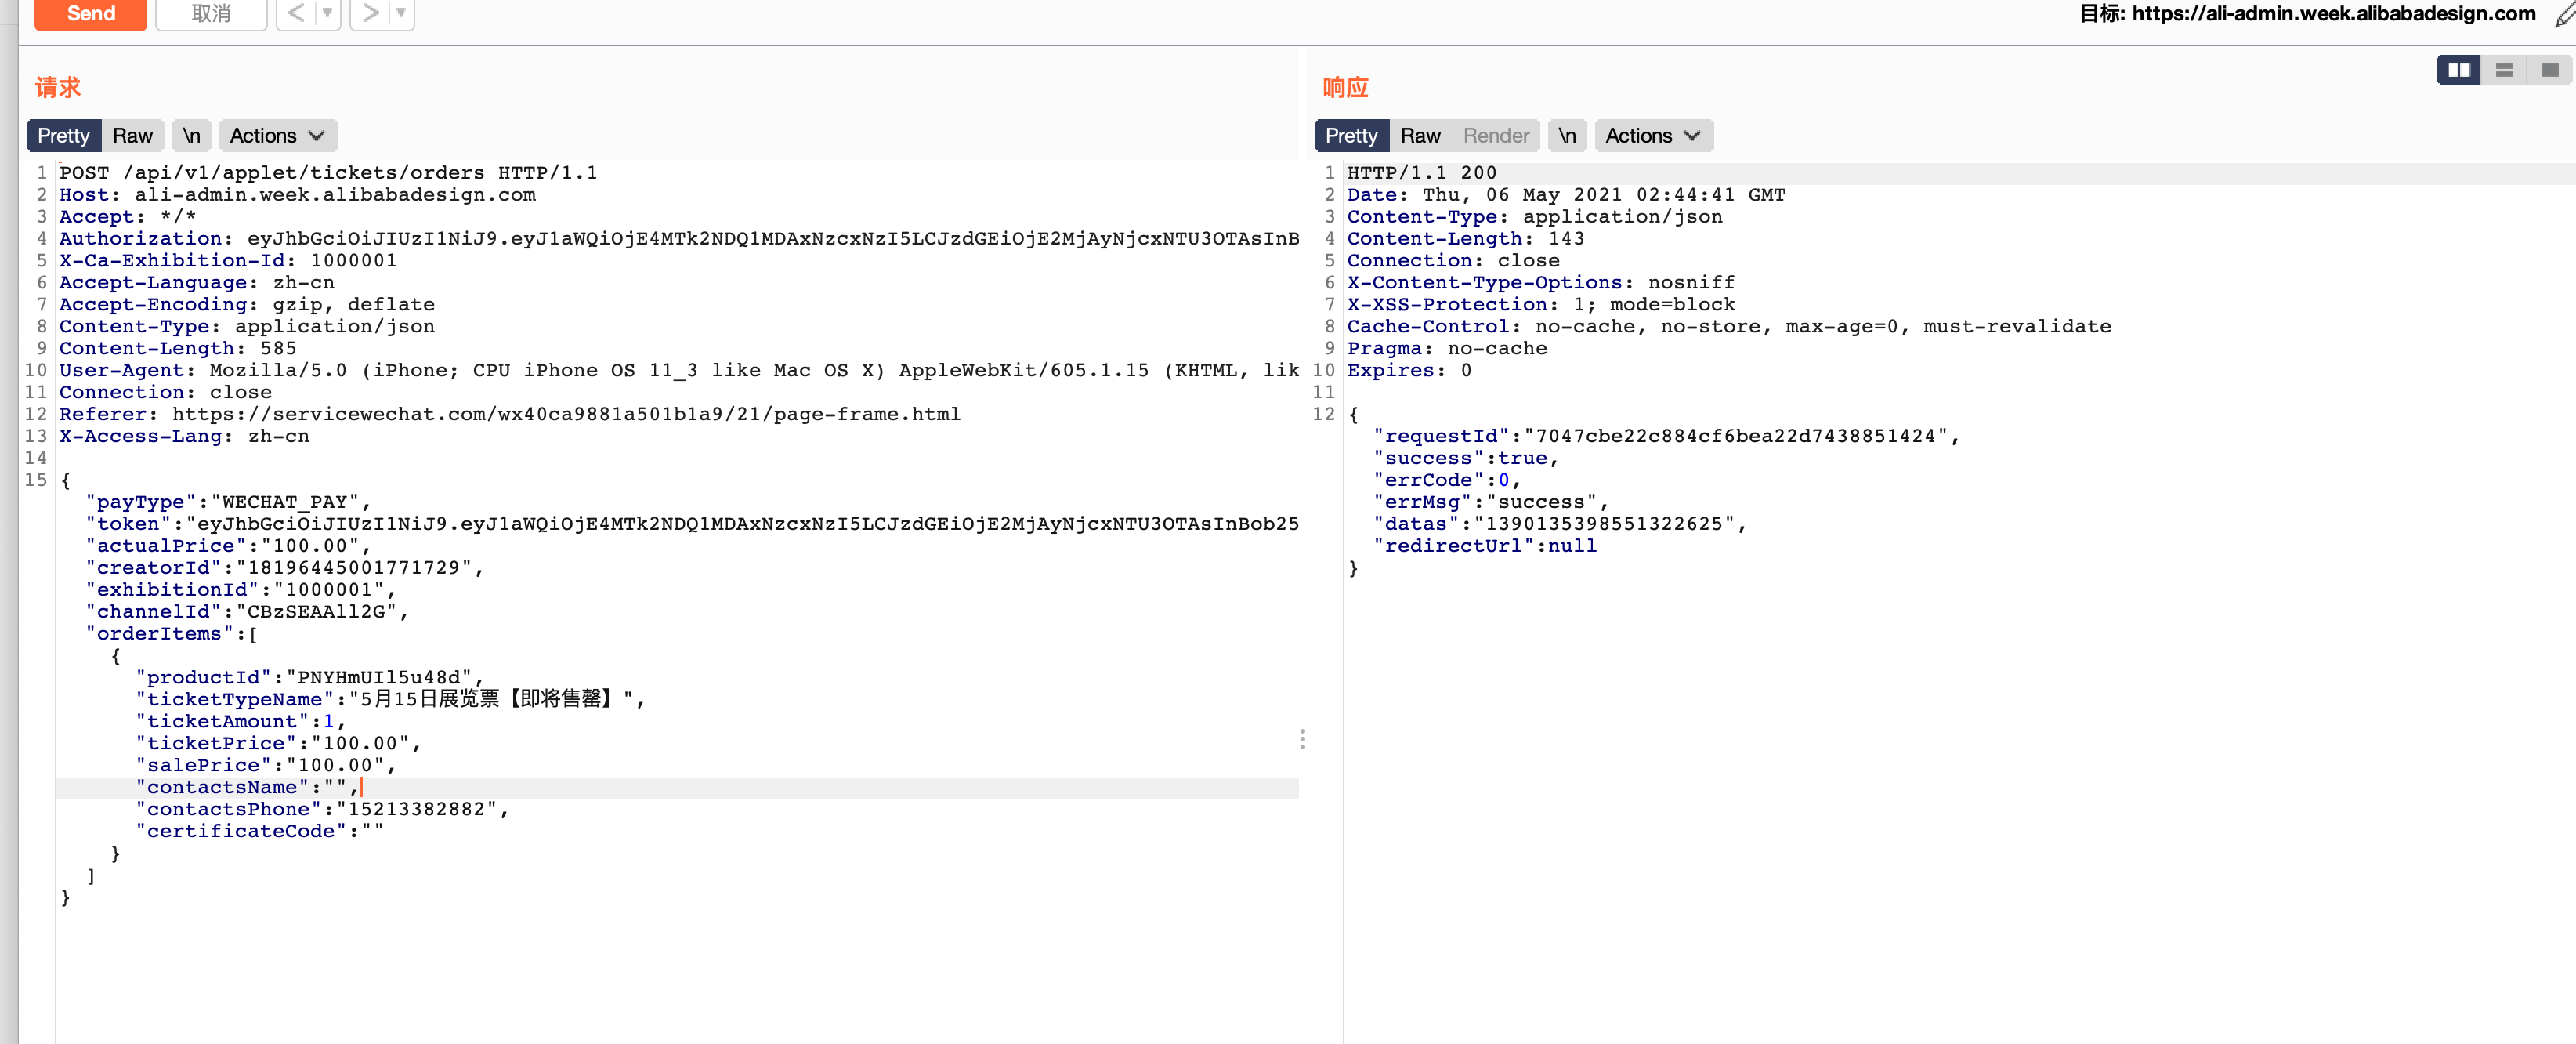 Send 取消 < ▼ > ▼ 目标: https://ali-admin.week.alibabadesign.com
请求
Pretty Raw \n Actions
1 POST /api/v1/applet/tickets/orders HTTP/1.1
2 Host: ali-admin.week.alibabadesign.com
3 Accept: */*
4 Authorization: eyJhbGciOiJIUzI1NiJ9.eyJ1aWQiOjE4MTk2NDQ1MDAxNzcxNzI5LCJzdGEiOjE2MjAyNjcxNTU3OTAsInB
5 X-Ca-Exhibition-Id: 1000001
6 Accept-Language: zh-cn
7 Accept-Encoding: gzip, deflate
8 Content-Type: application/json
9 Content-Length: 585
10 User-Agent: Mozilla/5.0 (iPhone; CPU iPhone OS 11_3 like Mac OS X) AppleWebKit/605.1.15 (KHTML, lik
11 Connection: close
12 Referer: https://servicewechat.com/wx40ca9881a501b1a9/21/page-frame.html
13 X-Access-Lang: zh-cn
14
15 {
"payType":"WECHAT_PAY",
"token":"eyJhbGciOiJIUzI1NiJ9.eyJ1aWQiOjE4MTk2NDQ1MDAxNzcxNzI5LCJzdGEiOjE2MjAyNjcxNTU3OTAsInBob25
"actualPrice":"100.00",
"creatorId":"18196445001771729",
"exhibitionId":"1000001",
"channelId":"CBzSEAAll2G",
"orderItems":[
{
"productId":"PNYHmUIl5u48d",
"ticketTypeName":"5月15日展览票【即将售罄】",
"ticketAmount":1,
"ticketPrice":"100.00",
"salePrice":"100.00",
"contactsName":"",
"contactsPhone":"15213382882",
"certificateCode":""
}
]
}
响应
Pretty Raw Render \n Actions
1 HTTP/1.1 200
2 Date: Thu, 06 May 2021 02:44:41 GMT
3 Content-Type: application/json
4 Content-Length: 143
5 Connection: close
6 X-Content-Type-Options: nosniff
7 X-XSS-Protection: 1; mode=block
8 Cache-Control: no-cache, no-store, max-age=0, must-revalidate
9 Pragma: no-cache
10 Expires: 0
11
12 {
"requestId":"7047cbe22c884cf6bea22d7438851424",
"success":true,
"errCode":0,
"errMsg":"success",
"datas":"1390135398551322625",
"redirectUrl":null
}